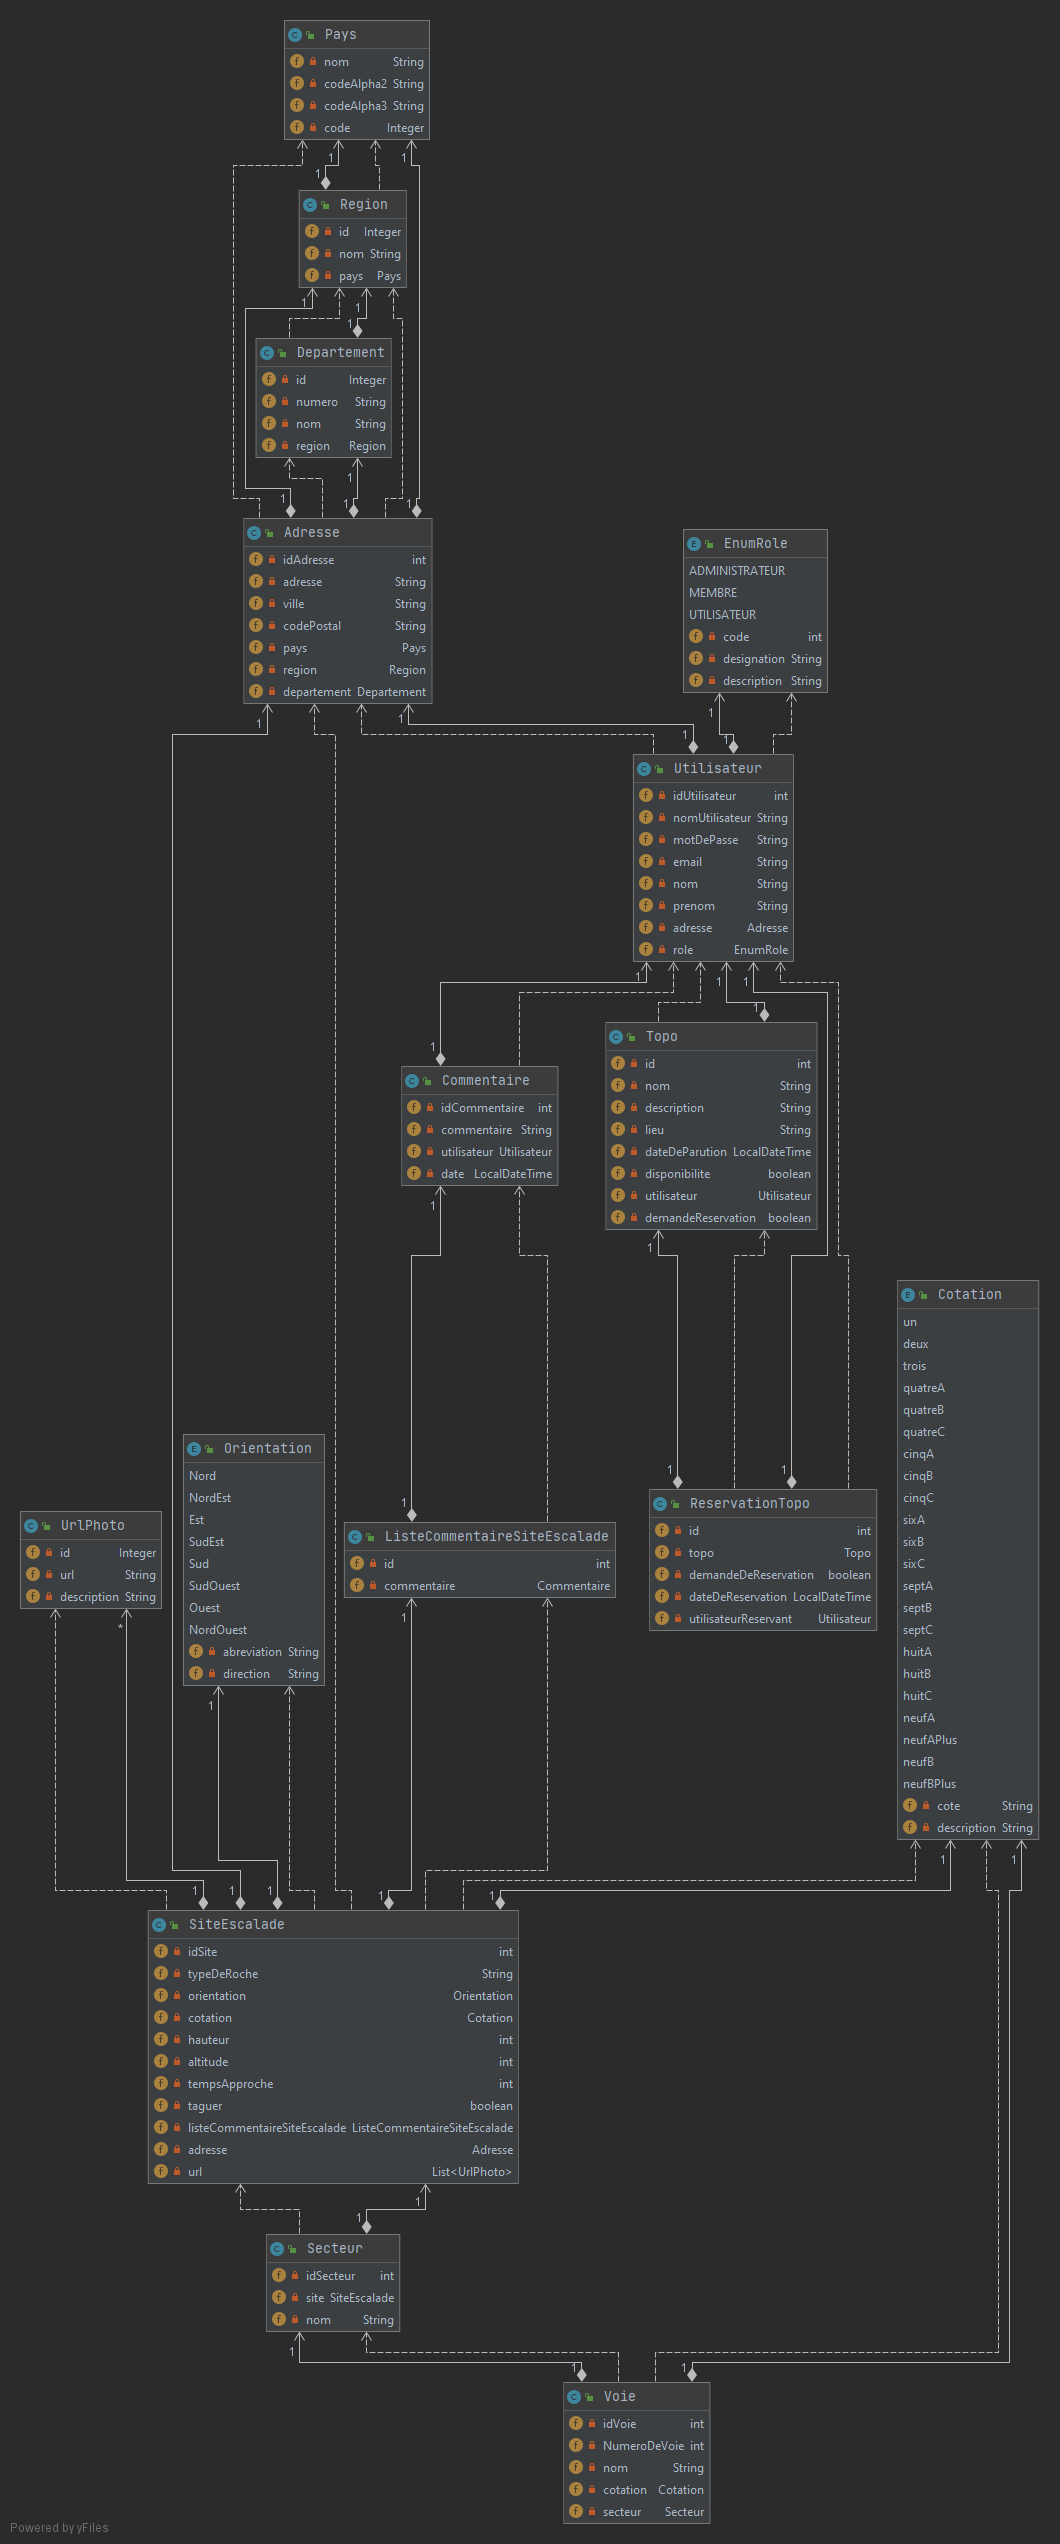 Pays
nom String
codeAlpha2 String
codeAlpha3 String
code Integer
1
1
1
Region
id Integer
nom String
pays Pays
1
1
1
Departement
id Integer
numero String
nom String
region Region
1
1
1
1
Adresse
idAdresse int
adresse String
ville String
codePostal String
pays Pays
region Region
departement Departement
1
1
1
EnumRole
ADMINISTRATEUR
MEMBRE
UTILISATEUR
code int
designation String
description String
1
1
Utilisateur
idUtilisateur int
nomUtilisateur String
motDePasse String
email String
nom String
prenom String
adresse Adresse
role EnumRole
1
1
1
1
1
Topo
id int
nom String
description String
lieu String
dateDeParution LocalDateTime
disponibilite boolean
utilisateur Utilisateur
demandeReservation boolean
1
Commentaire
idCommentaire int
commentaire String
utilisateur Utilisateur
date LocalDateTime
1
Cotation
un
deux
trois
quatreA
quatreB
quatreC
cinqA
cinqB
cinqC
sixA
sixB
sixC
septA
septB
septC
huitA
huitB
huitC
neufA
neufAPlus
neufB
neufBPlus
cote String
description String
1
1
Orientation
Nord
NordEst
Est
SudEst
Sud
SudOuest
Ouest
NordOuest
abreviation String
direction String
1
UrlPhoto
id Integer
url String
description String
*
1
ListeCommentaireSiteEscalade
id int
commentaire Commentaire
1
1
1
ReservationTopo
id int
topo Topo
demandeDeReservation boolean
dateDeReservation LocalDateTime
utilisateurReservant Utilisateur
1
1
1
1
1
SiteEscalade
idSite int
typeDeRoche String
orientation Orientation
cotation Cotation
hauteur int
altitude int
tempsApproche int
taguer boolean
listeCommentaireSiteEscalade ListeCommentaireSiteEscalade
adresse Adresse
url List<UrlPhoto>
1
1
Secteur
idSecteur int
site SiteEscalade
nom String
1
1
1
Voie
idVoie int
NumeroDeVoie int
nom String
cotation Cotation
secteur Secteur
Powered by yFiles